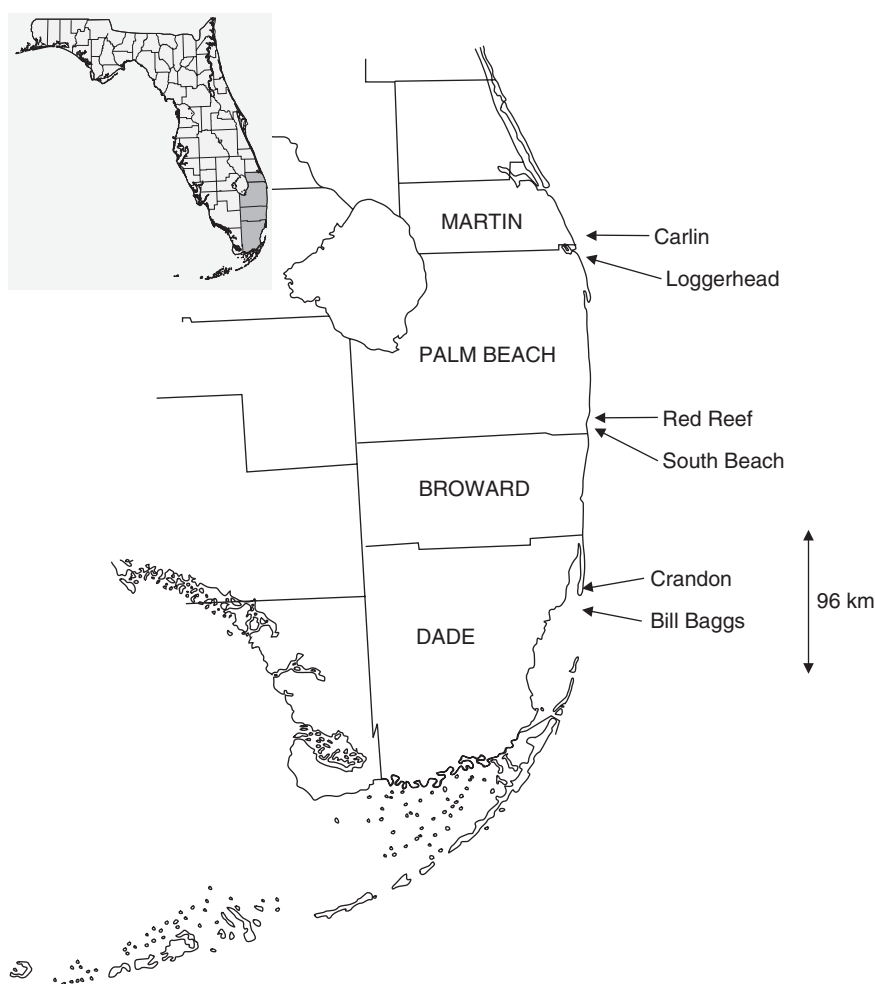 MARTIN
Carlin
Loggerhead
PALM BEACH
Red Reef
South Beach
BROWARD
Crandon
96 km
Bill Baggs
DADE